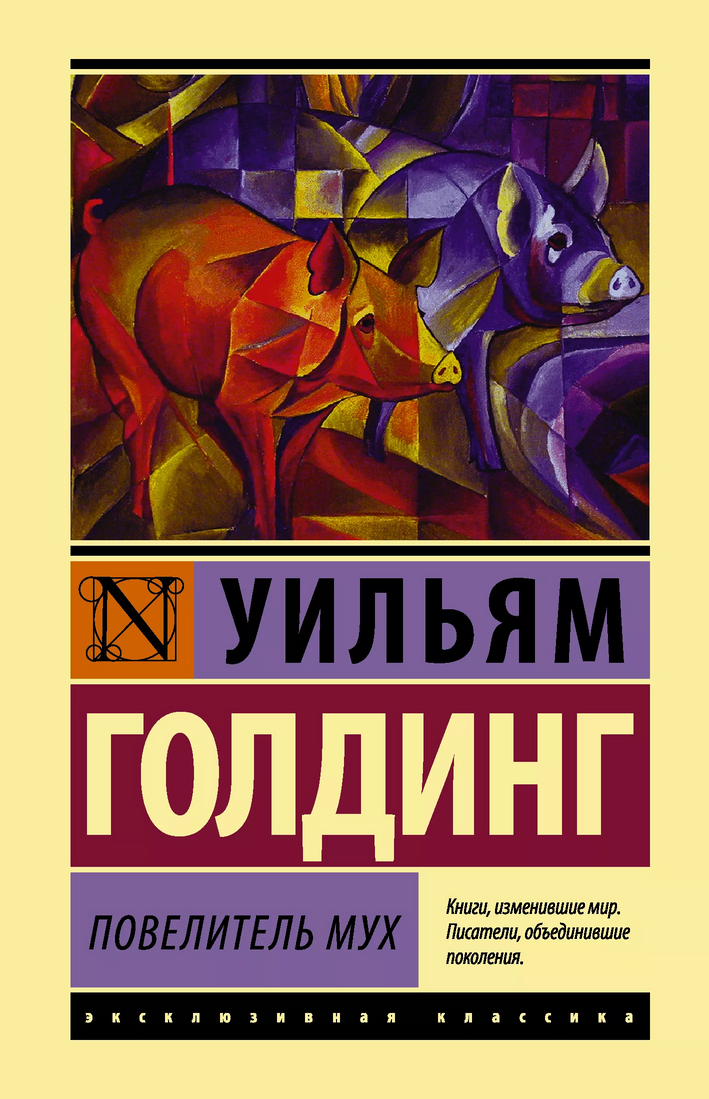 N
УИЛЬЯМ
ГОЛДИНГ
ПОВЕЛИТЕЛЬ МУХ
Книги, изменившие мир.
Писатели, объединившие
поколения.
эксклюзивная классика